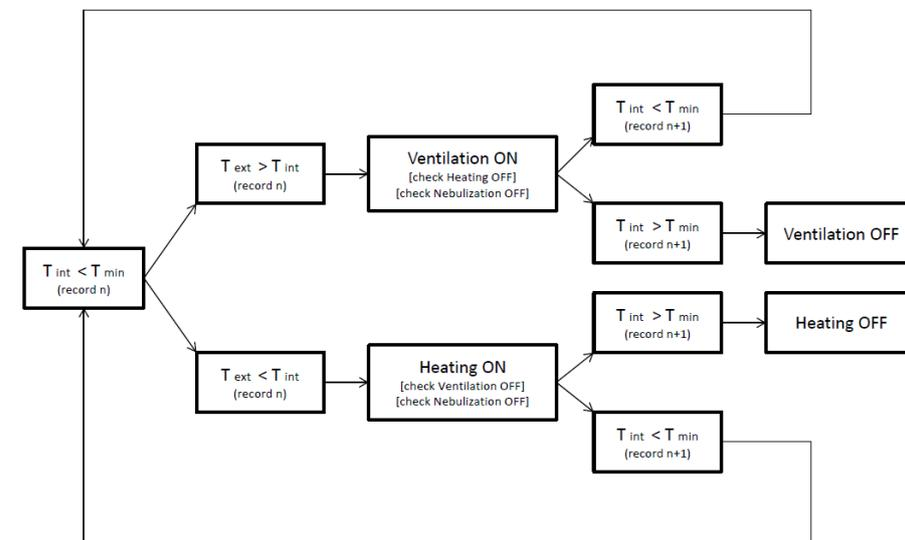 T int < T min
(record n)
T ext > T int
(record n)
Ventilation ON
[check Heating OFF]
[check Nebulization OFF]
T int < T min
(record n+1)
T int > T min
(record n+1)
Ventilation OFF
T ext < T int
(record n)
Heating ON
[check Ventilation OFF]
[check Nebulization OFF]
T int > T min
(record n+1)
Heating OFF
T int < T min
(record n+1)